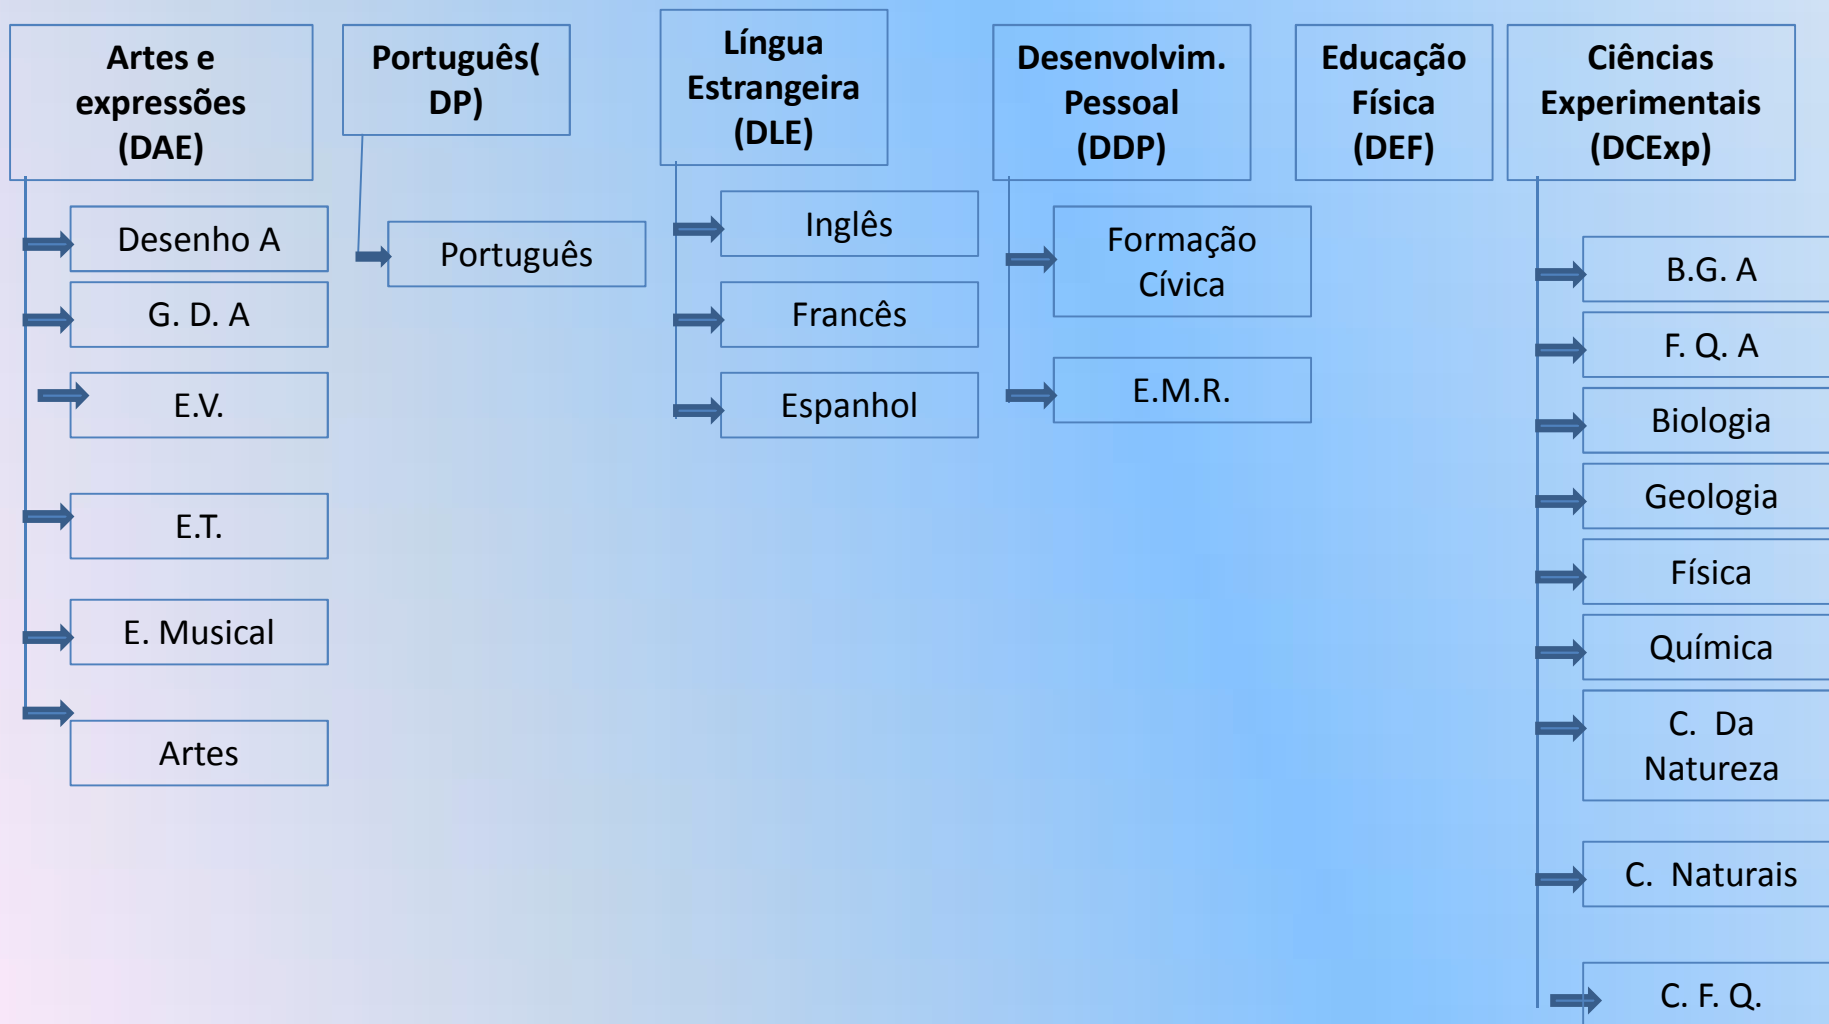 Artes e
expressões
(DAE)
Desenho A
G. D. A
E.V.
E.T.
E. Musical
Artes
Português(
DP)
Português
Língua
Estrangeira
(DLE)
Inglês
Francês
Espanhol
Desenvolvim.
Pessoal
(DDP)
Formação
Cívica
E.M.R.
Educação
Física
(DEF)
Ciências
Experimentais
(DCExp)
B.G. A
F. Q. A
Biologia
Geologia
Física
Química
C. Da
Natureza
C. Naturais
C. F. Q.